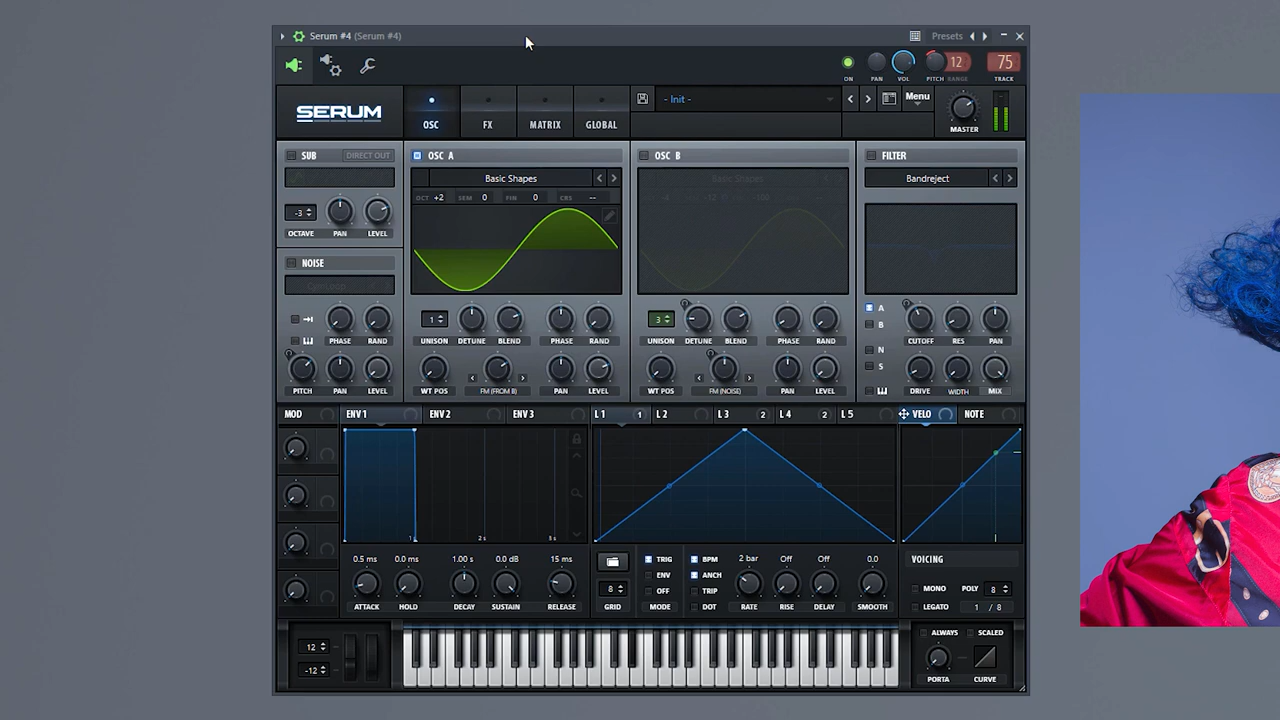 Serum #4 (Serum #4)
Presets
ON PAN VOL PITCH RANGE 12 75 TRACK
SERUM
OSC FX MATRIX GLOBAL
- Init -
Menu
MASTER
SUB DIRECT OUT
-3
OCTAVE PAN LEVEL
NOISE
PHASE RAND
PITCH PAN LEVEL
OSC A
Basic Shapes
OCT +2 SEM 0 FIN 0 CRS --
1
UNISON DETUNE BLEND PHASE RAND
WT POS FM (FROM B) PAN LEVEL
OSC B
Basic Shapes
3
UNISON DETUNE BLEND PHASE RAND
WT POS FM (NOISE) PAN LEVEL
FILTER
Bandreject
A
B
N
S
CUTOFF RES PAN
DRIVE WIDTH MIX
MOD ENV 1 ENV 2 ENV 3 L 1 1 L 2 L 3 2 L 4 2 L 5 VELO NOTE
0.5 ms 0.0 ms 1.00 s 0.0 dB 15 ms
ATTACK HOLD DECAY SUSTAIN RELEASE
8
GRID
TRIG
ENV
OFF
MODE
BPM
ANCH
TRIP
DOT
2 bar Off Off 0.0
RATE RISE DELAY SMOOTH
VOICING
MONO POLY 8
LEGATO 1 / 8
12
-12
ALWAYS SCALED
PORTA CURVE